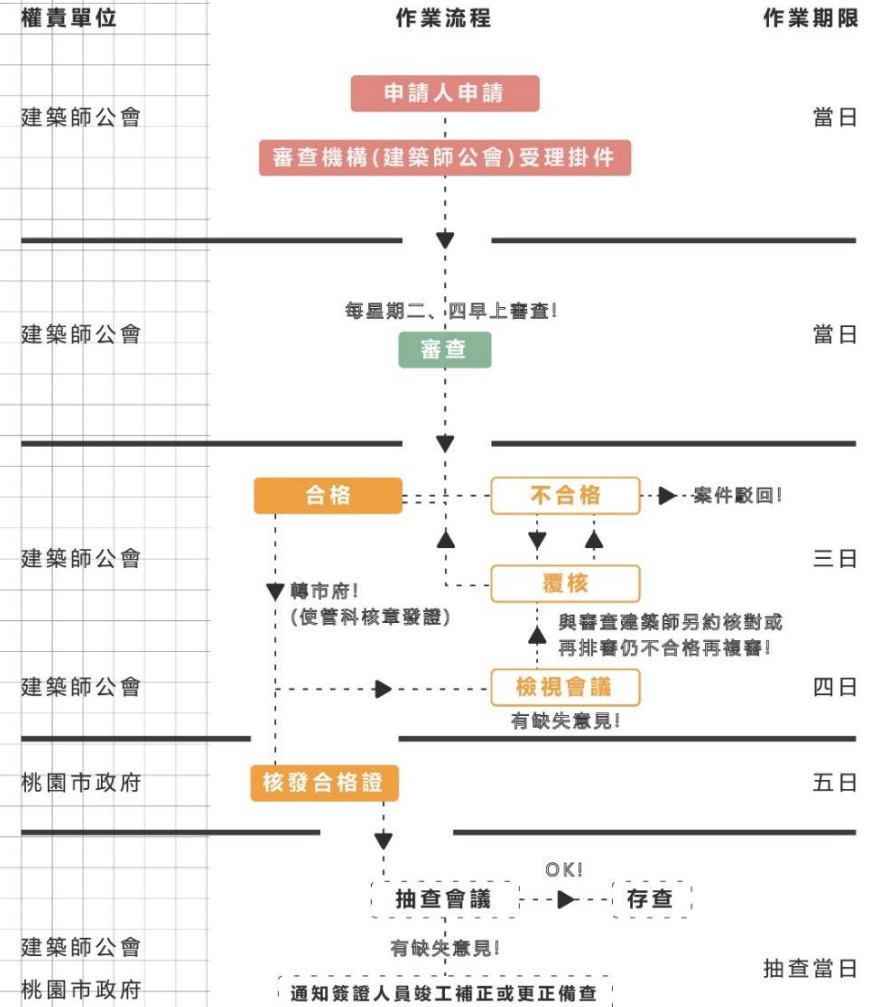 權責單位 作業流程 作業期限
申請人申請
建築師公會 當日
審查機構(建築師公會)受理掛件
每星期二、四早上審查!
建築師公會 當日
審查
合格 不合格 案件駁回!
建築師公會 三日
覆核
轉市府!
(使管科核章發證)
與審查建築師另約核對或
再排審仍不合格再複審!
建築師公會 檢視會議 四日
有缺失意見!
桃園市政府 核發合格證 五日
OK!
抽查會議 存查
建築師公會 有缺失意見!
抽查當日
桃園市政府 通知簽證人員竣工補正或更正備查